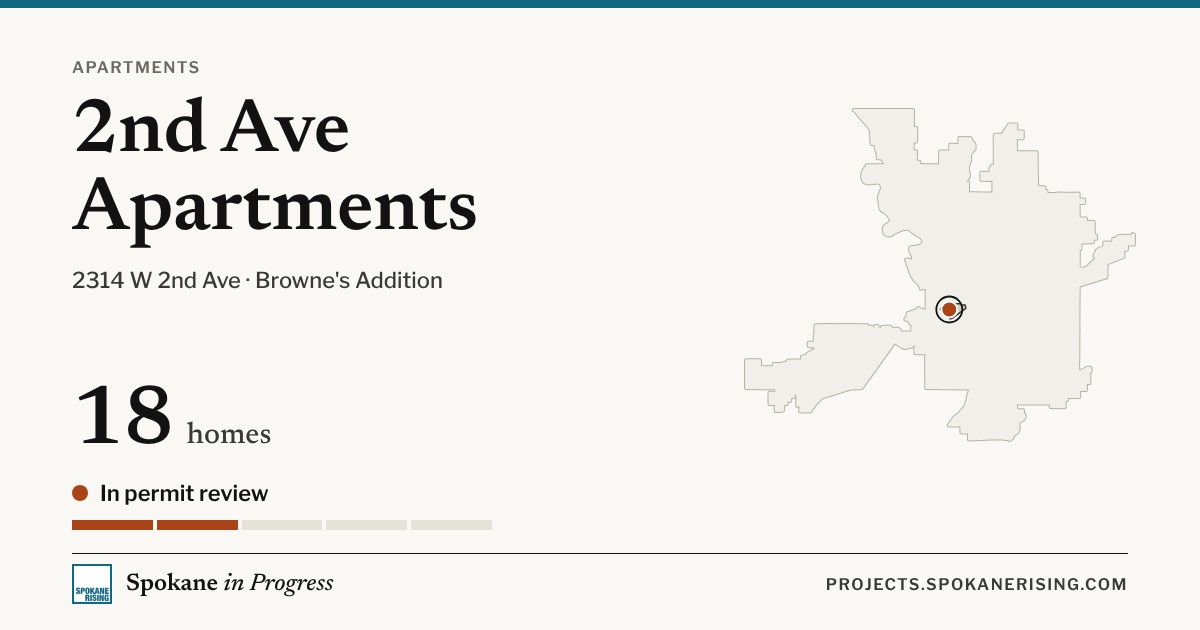 APARTMENTS
2nd Ave
Apartments
2314 W 2nd Ave · Browne's Addition
18 homes
In permit review
SPOKANE
RISING
Spokane in Progress
PROJECTS.SPOKANERISING.COM